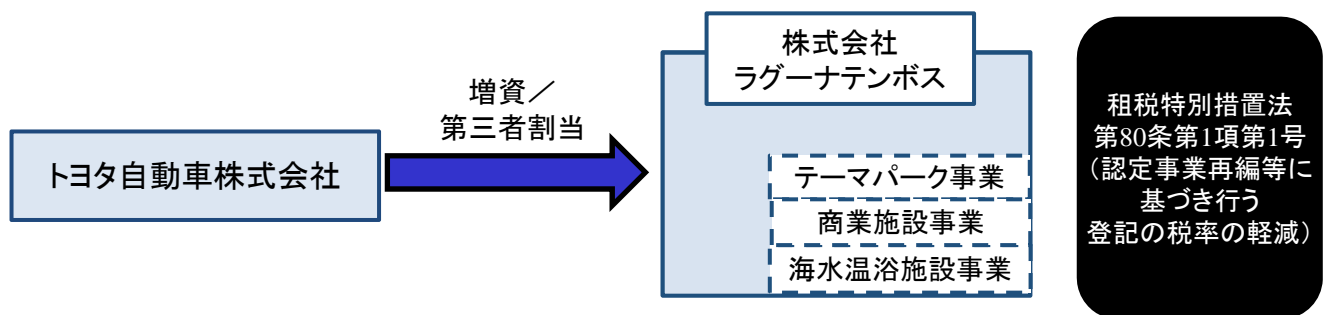 トヨタ自動車株式会社
増資／
第三者割当
株式会社
ラグーナテンボス
テーマパーク事業
商業施設事業
海水温浴施設事業
租税特別措置法
第80条第1項第1号
（認定事業再編等に
基づき行う
登記の税率の軽減）